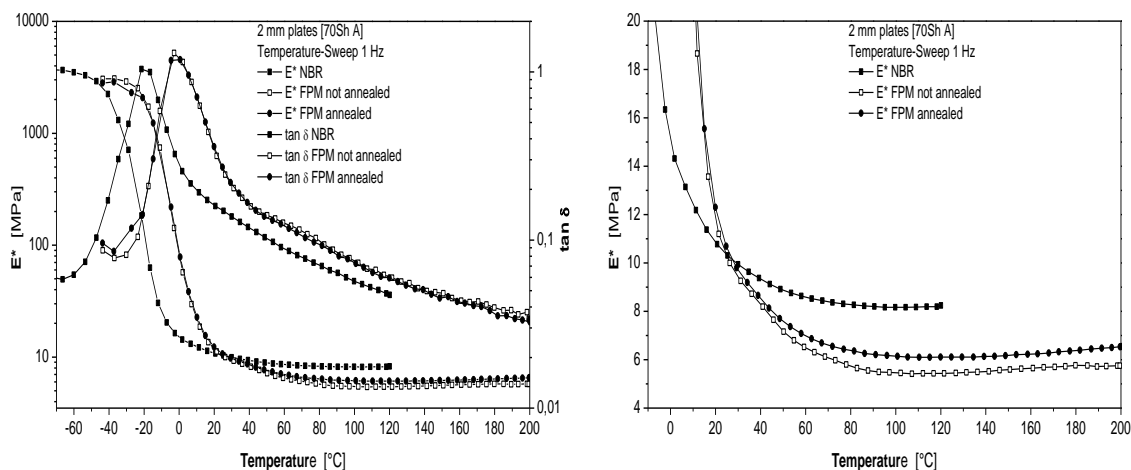 10000
1000
100
10
E* [MPa]
2 mm plates [70Sh A]
Temperature-Sweep 1 Hz
E* NBR
E* FPM not annealed
E* FPM annealed
tan δ NBR
tan δ FPM not annealed
tan δ FPM annealed
1
0,1
0,01
tan δ
-60 -40 -20 0 20 40 60 80 100 120 140 160 180 200
Temperature [°C]
20
18
16
14
12
10
8
6
4
E* [MPa]
2 mm plates [70Sh A]
Temperature-Sweep 1 Hz
E* NBR
E* FPM not annealed
E* FPM annealed
0 20 40 60 80 100 120 140 160 180 200
Temperature [°C]